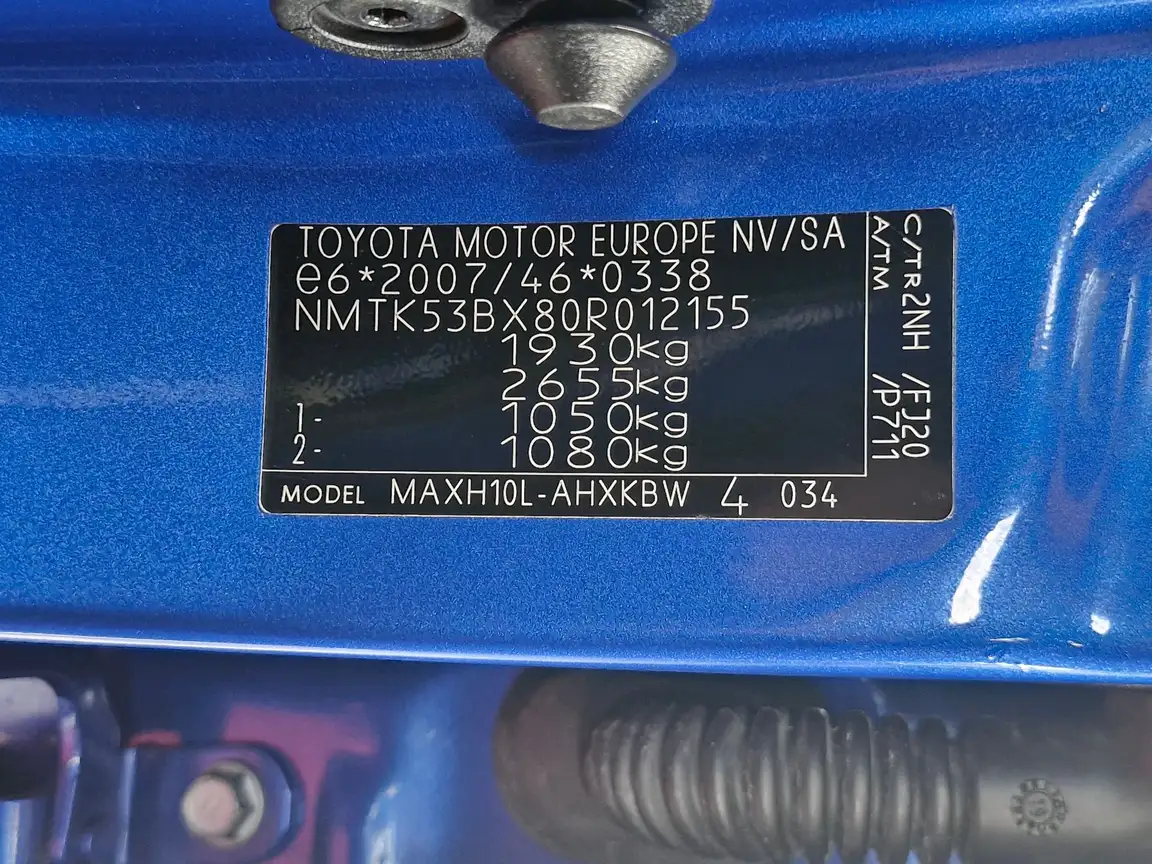 TOYOTA MOTOR EUROPE NV/SA
e6*2007/46*0338
NMTK53BX80R012155
1930kg
2655kg
1- 1050kg
2- 1080kg
C/TR 2NH /FJ20
A/TM /P711
MODEL MAXH10L-AHXKBW 4 034